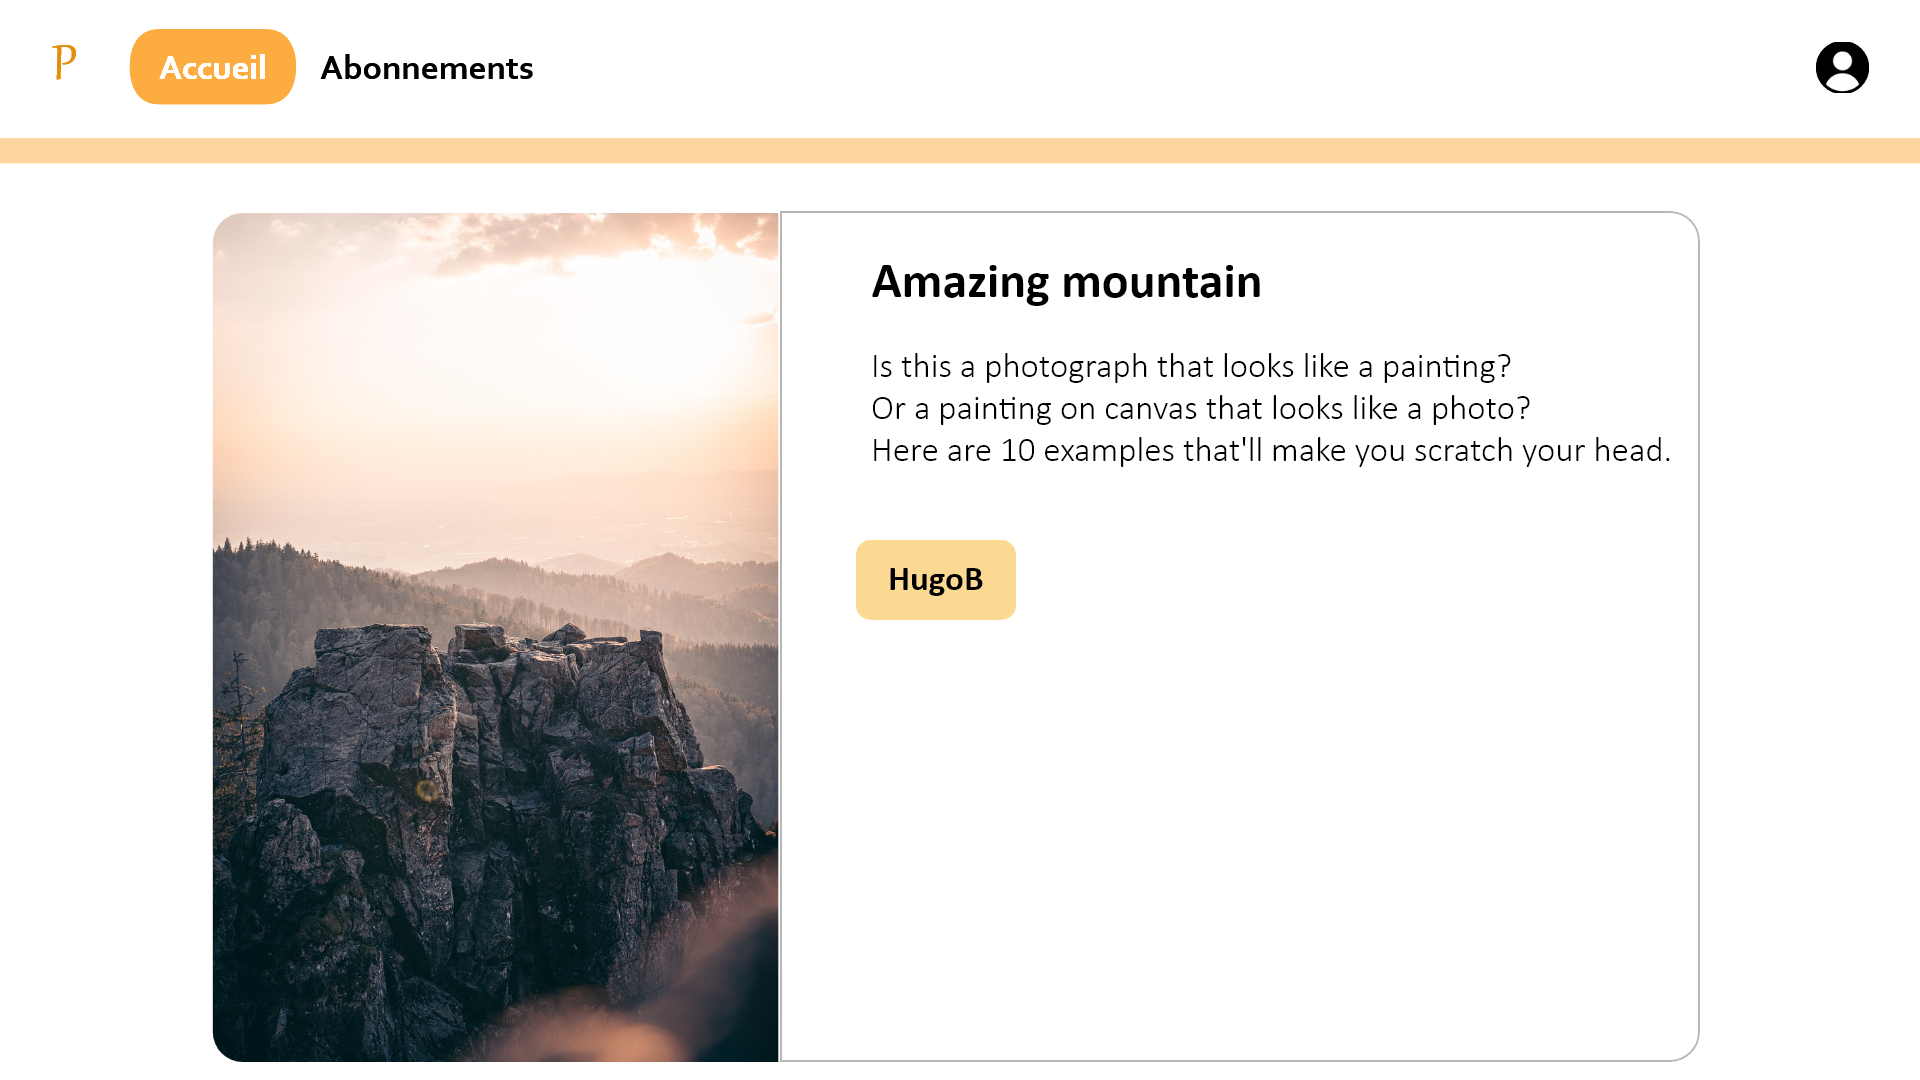 P
Accueil
Abonnements
Amazing mountain
Is this a photograph that looks like a painting?
Or a painting on canvas that looks like a photo?
Here are 10 examples that'll make you scratch your head.
HugoB